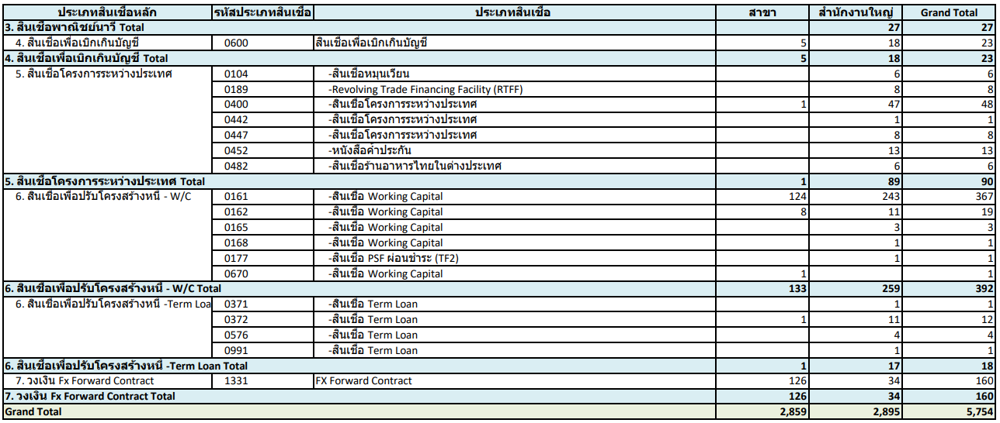 ประเภทสินเชื่อหลัก รหัสประเภทสินเชื่อ ประเภทสินเชื่อ สาขา สำนักงานใหญ่ Grand Total
3. สินเชื่อพาณิชย์นาวี Total 27 27
4. สินเชื่อเพื่อเบิกเกินบัญชี 0600 สินเชื่อเพื่อเบิกเกินบัญชี 5 18 23
4. สินเชื่อเพื่อเบิกเกินบัญชี Total 5 18 23
5. สินเชื่อโครงการระหว่างประเทศ 0104 -สินเชื่อหมุนเวียน 6 6
0189 -Revolving Trade Financing Facility (RTFF) 8 8
0400 -สินเชื่อโครงการระหว่างประเทศ 1 47 48
0442 -สินเชื่อโครงการระหว่างประเทศ 1 1
0447 -สินเชื่อโครงการระหว่างประเทศ 8 8
0452 -หนังสือค้ำประกัน 13 13
0482 -สินเชื่อร้านอาหารไทยในต่างประเทศ 6 6
5. สินเชื่อโครงการระหว่างประเทศ Total 1 89 90
6. สินเชื่อเพื่อปรับโครงสร้างหนี้ - W/C 0161 -สินเชื่อ Working Capital 124 243 367
0162 -สินเชื่อ Working Capital 8 11 19
0165 -สินเชื่อ Working Capital 3 3
0168 -สินเชื่อ Working Capital 1 1
0177 -สินเชื่อ PSF ผ่อนชำระ (TF2) 1 1
0670 -สินเชื่อ Working Capital 1 1
6. สินเชื่อเพื่อปรับโครงสร้างหนี้ - W/C Total 133 259 392
6. สินเชื่อเพื่อปรับโครงสร้างหนี้ -Term Loa 0371 -สินเชื่อ Term Loan 1 1
0372 -สินเชื่อ Term Loan 1 11 12
0576 -สินเชื่อ Term Loan 4 4
0991 -สินเชื่อ Term Loan 1 1
6. สินเชื่อเพื่อปรับโครงสร้างหนี้ -Term Loan Total 1 17 18
7. วงเงิน Fx Forward Contract 1331 FX Forward Contract 126 34 160
7. วงเงิน Fx Forward Contract Total 126 34 160
Grand Total 2,859 2,895 5,754